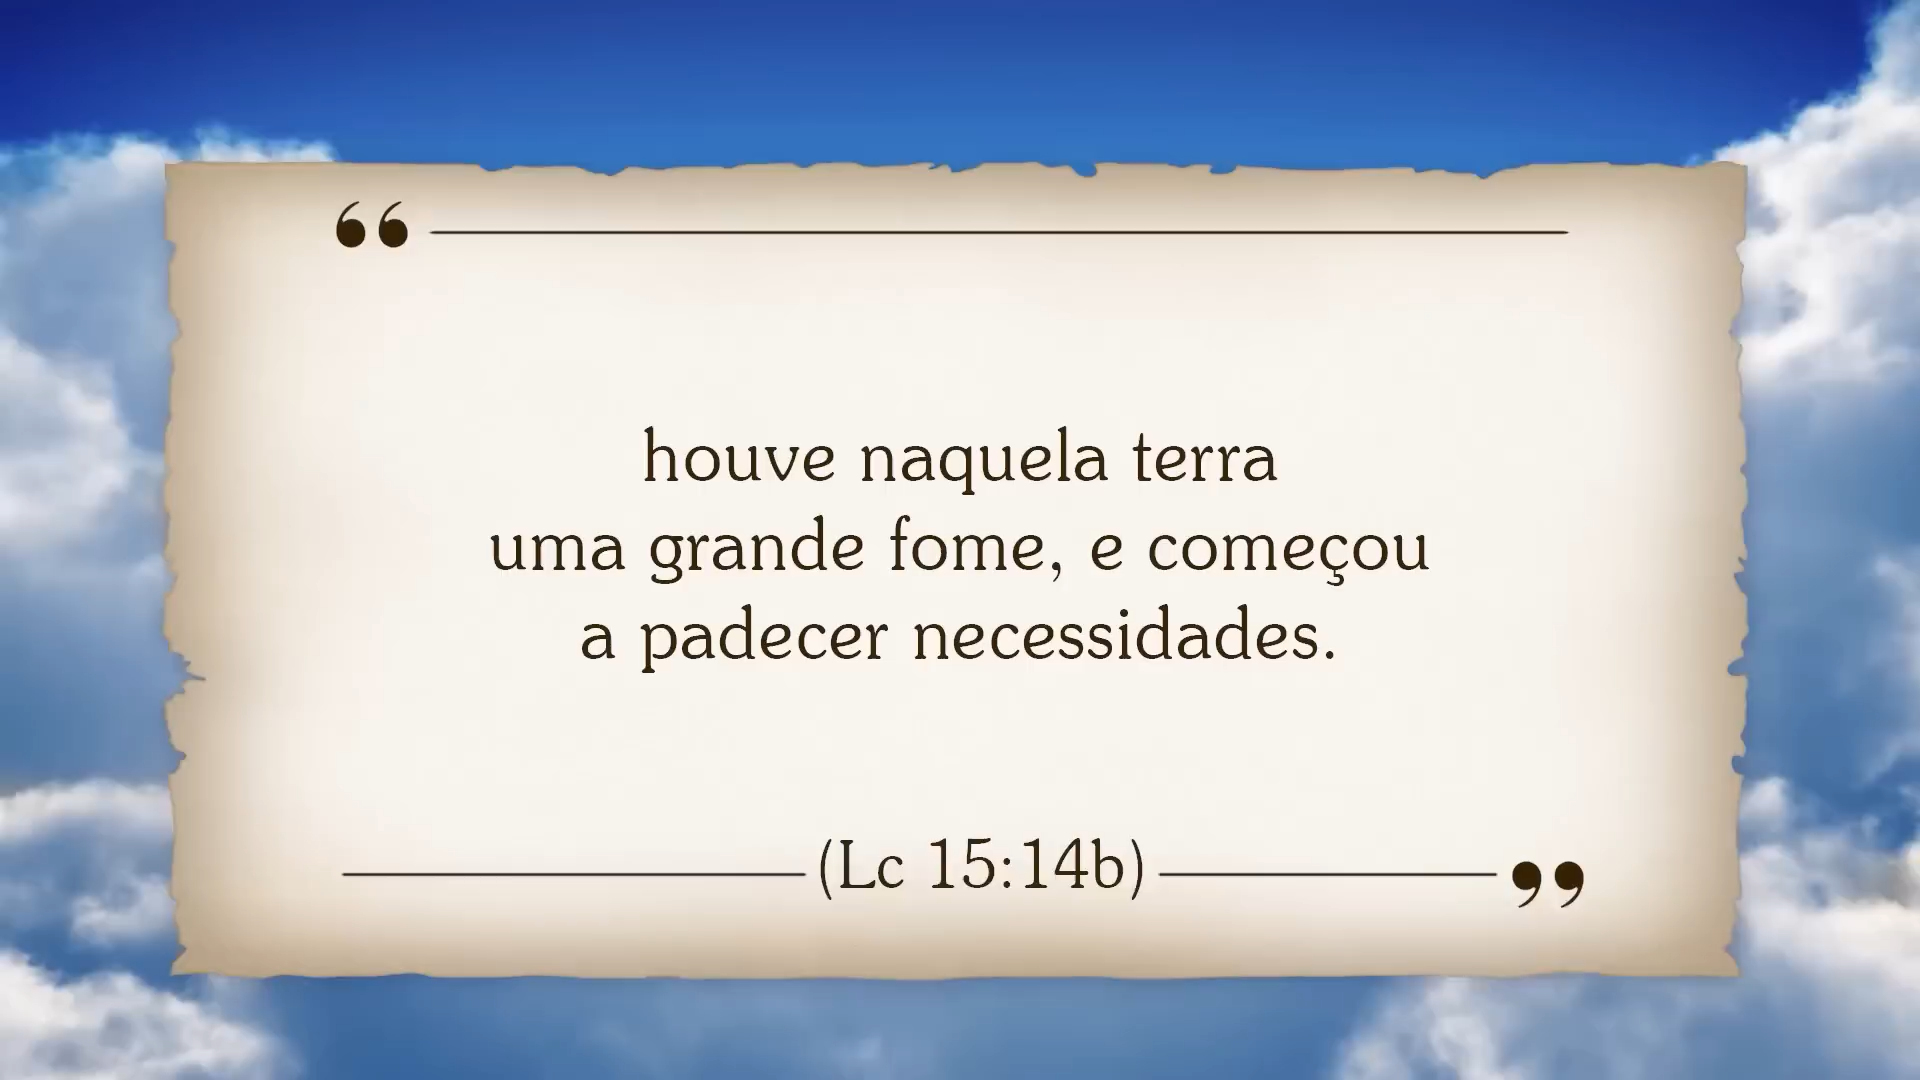 “
houve naquela terra
uma grande fome, e começou
a padecer necessidades.
(Lc 15:14b)
”